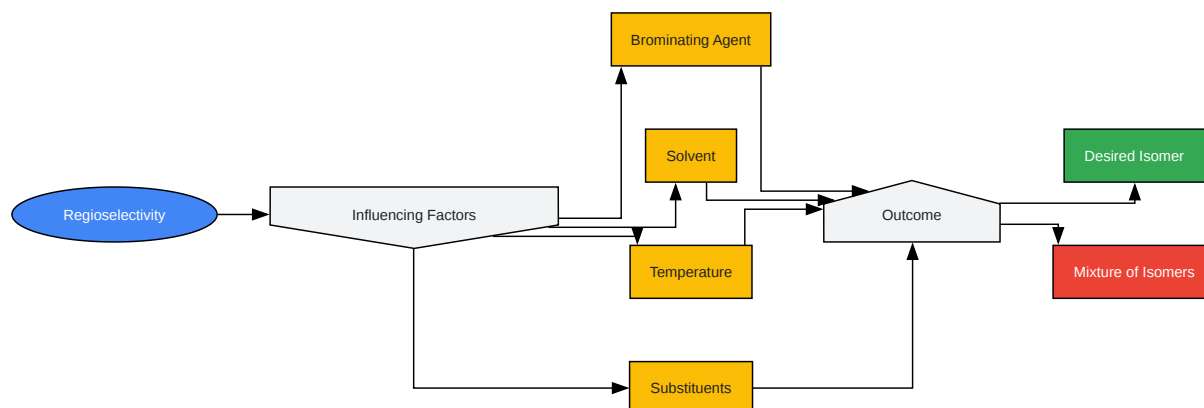 Brominating Agent
Solvent
Desired Isomer
Regioselectivity
Influencing Factors
Outcome
Temperature
Mixture of Isomers
Substituents